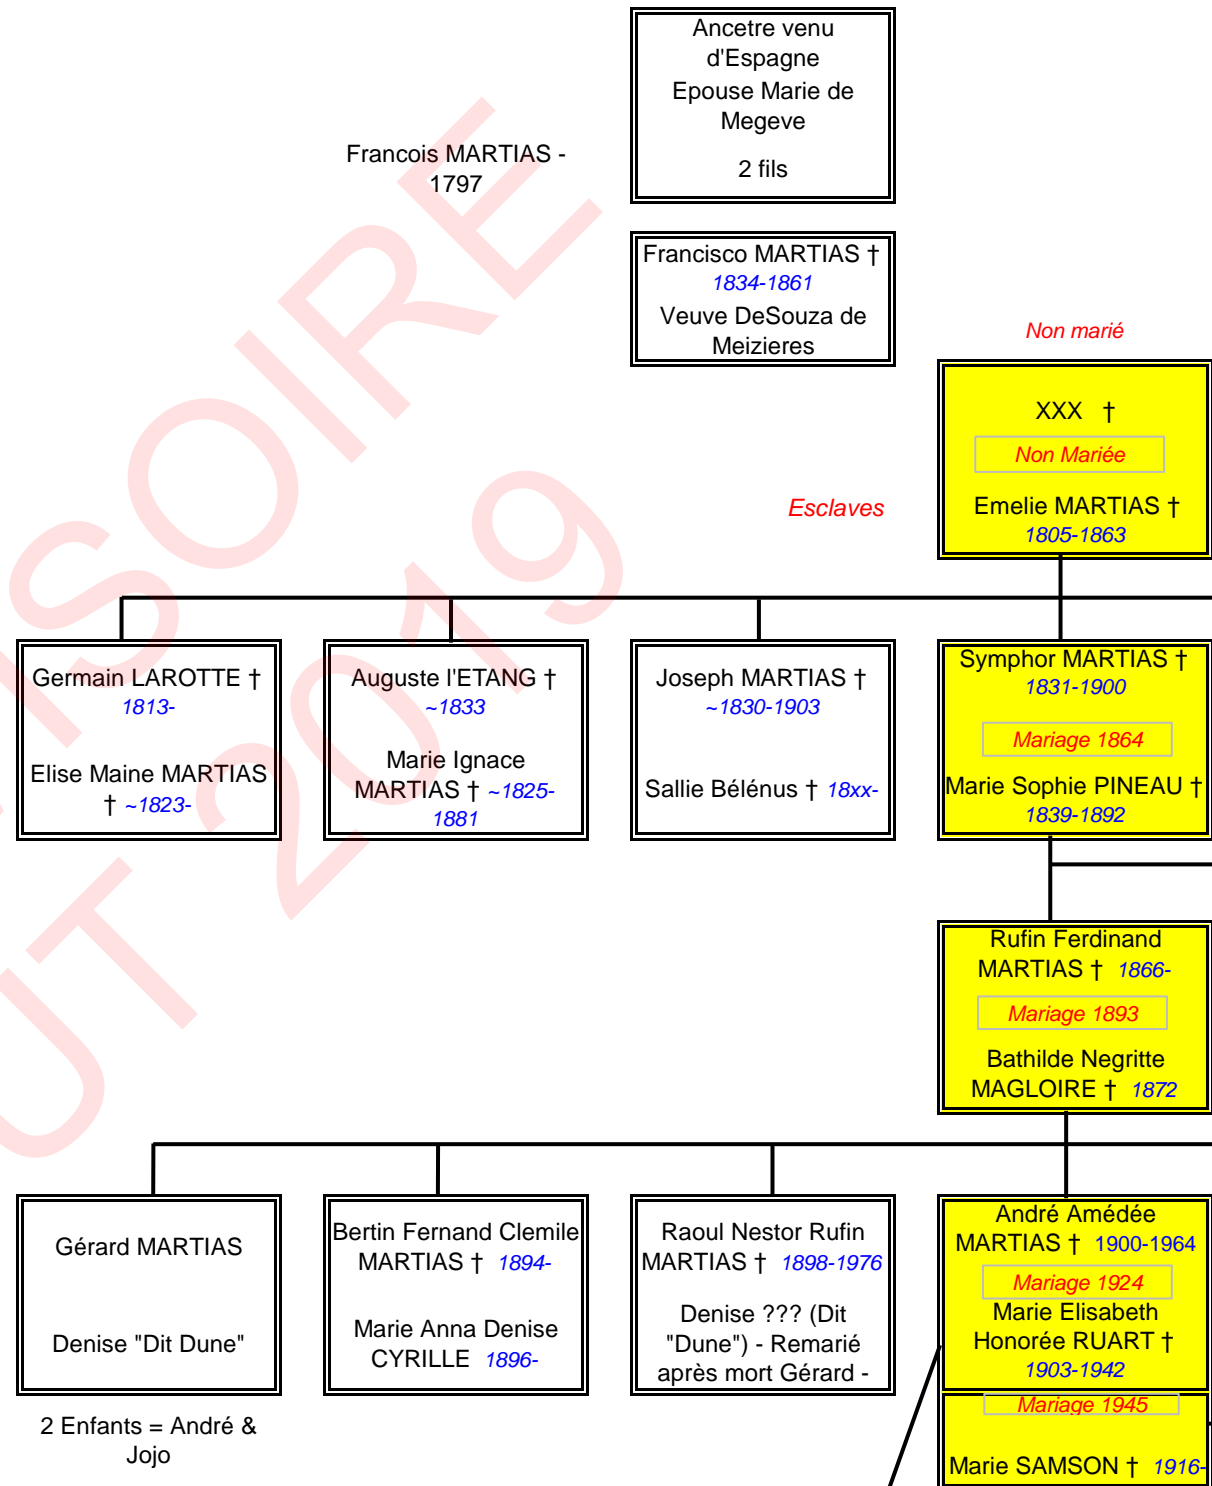 Ancetre venu
d'Espagne
Epouse Marie de
Megeve
2 fils
Francois MARTIAS -
1797
Francisco MARTIAS †
1834-1861
Veuve DeSouza de
Meizieres
Non marié
XXX †
Non Mariée
Emelie MARTIAS †
1805-1863
Esclaves
Germain LAROTTE †
1813-
Elise Maine MARTIAS
† ~1823-
Auguste l'ETANG †
~1833
Marie Ignace
MARTIAS † ~1825-
1881
Joseph MARTIAS †
~1830-1903
Sallie Bélénus † 18xx-
Symphor MARTIAS †
1831-1900
Mariage 1864
Marie Sophie PINEAU †
1839-1892
Rufin Ferdinand
MARTIAS † 1866-
Mariage 1893
Bathilde Negritte
MAGLOIRE † 1872
Gérard MARTIAS
Denise "Dit Dune"
2 Enfants = André &
Jojo
Bertin Fernand Clemile
MARTIAS † 1894-
Marie Anna Denise
CYRILLE 1896-
Raoul Nestor Rufin
MARTIAS † 1898-1976
Denise ??? (Dit
"Dune") - Remarié
après mort Gérard -
André Amédée
MARTIAS † 1900-1964
Mariage 1924
Marie Elisabeth
Honorée RUART †
1903-1942
Mariage 1945
Marie SAMSON † 1916-
ISOIRE
UT 2019